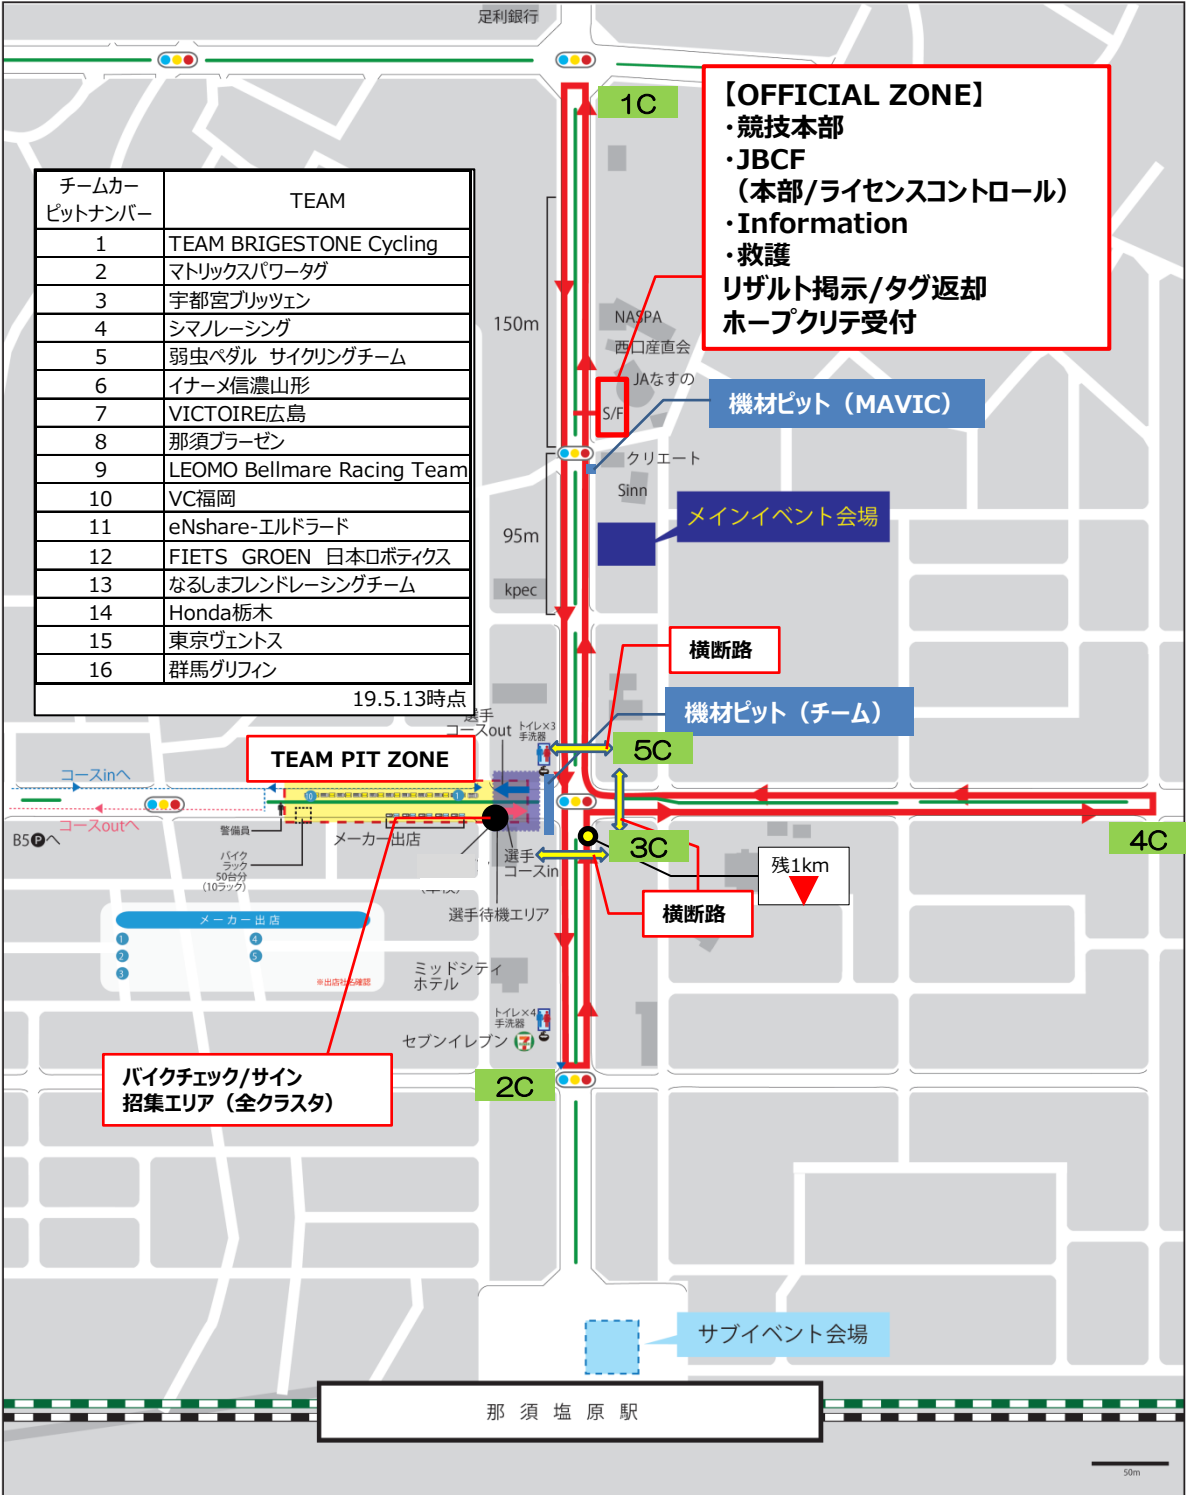 足利銀行
1C
【OFFICIAL ZONE】
・競技本部
・JBCF
（本部/ライセンスコントロール）
・Information
・救護
リザルト掲示/タグ返却
ホープクリテ受付
チームカー
ピットナンバー
TEAM
1 TEAM BRIGESTONE Cycling
2 マトリックスパワータグ
3 宇都宮ブリッツェン
4 シマノレーシング
5 弱虫ペダル サイクリングチーム
6 イナーメ信濃山形
7 VICTOIRE広島
8 那須ブラーゼン
9 LEOMO Bellmare Racing Team
10 VC福岡
11 eNshare-エルドラード
12 FIETS GROEN 日本ロボティクス
13 なるしまフレンドレーシングチーム
14 Honda栃木
15 東京ヴェントス
16 群馬グリフィン
19.5.13時点
150m
NASPA
西口産直会
JAなすの
S/F
機材ピット（MAVIC）
クリエート
Sinn
メインイベント会場
95m
kpec
横断路
機材ピット（チーム）
選手
コースout
トイレ×3
手洗器
5C
TEAM PIT ZONE
コースinへ
コースoutへ
B5Pへ
警備員
メーカー出店
バイク
ラック
50台分
(10ラック)
選手
コースin
3C
4C
残1km
横断路
選手待機エリア
メーカー出店
1
2
3
4
5
※出店社名確認
ミッドシティ
ホテル
トイレ×4
手洗器
セブンイレブン
2C
バイクチェック/サイン
招集エリア（全クラスタ）
サブイベント会場
那須塩原駅
50m